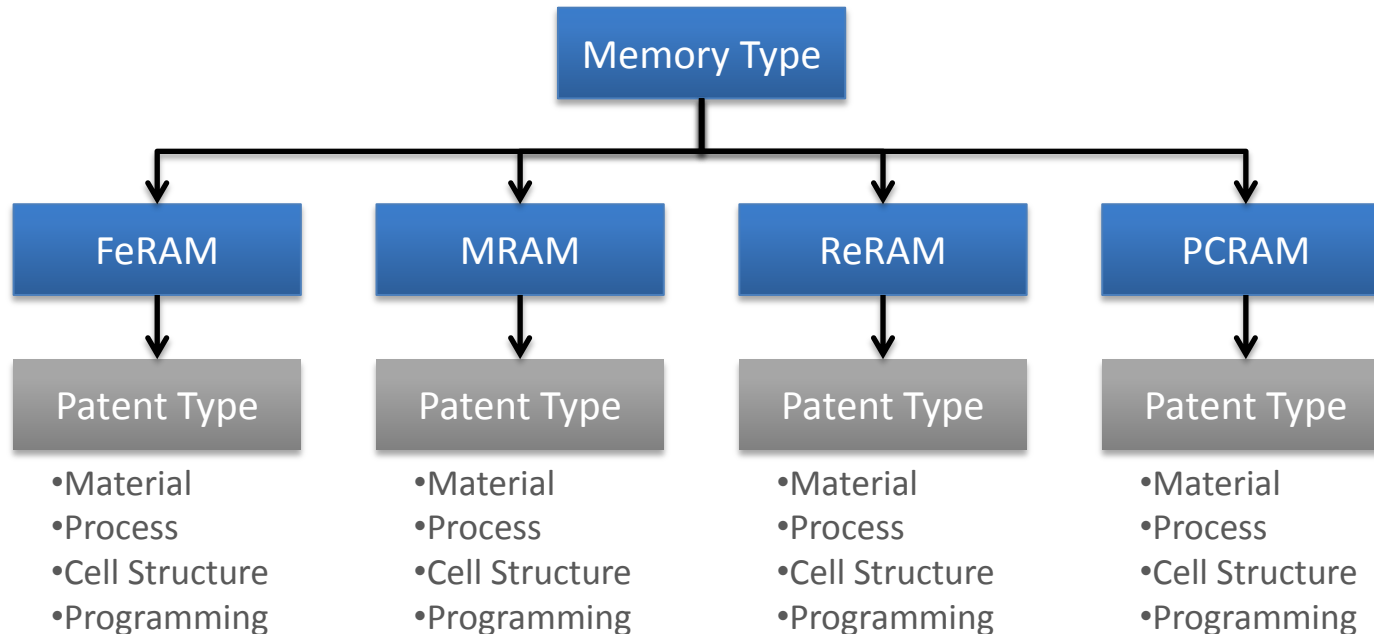 Memory Type
FeRAM
MRAM
ReRAM
PCRAM
Patent Type
Patent Type
Patent Type
Patent Type
•Material
•Process
•Cell Structure
•Programming
•Material
•Process
•Cell Structure
•Programming
•Material
•Process
•Cell Structure
•Programming
•Material
•Process
•Cell Structure
•Programming